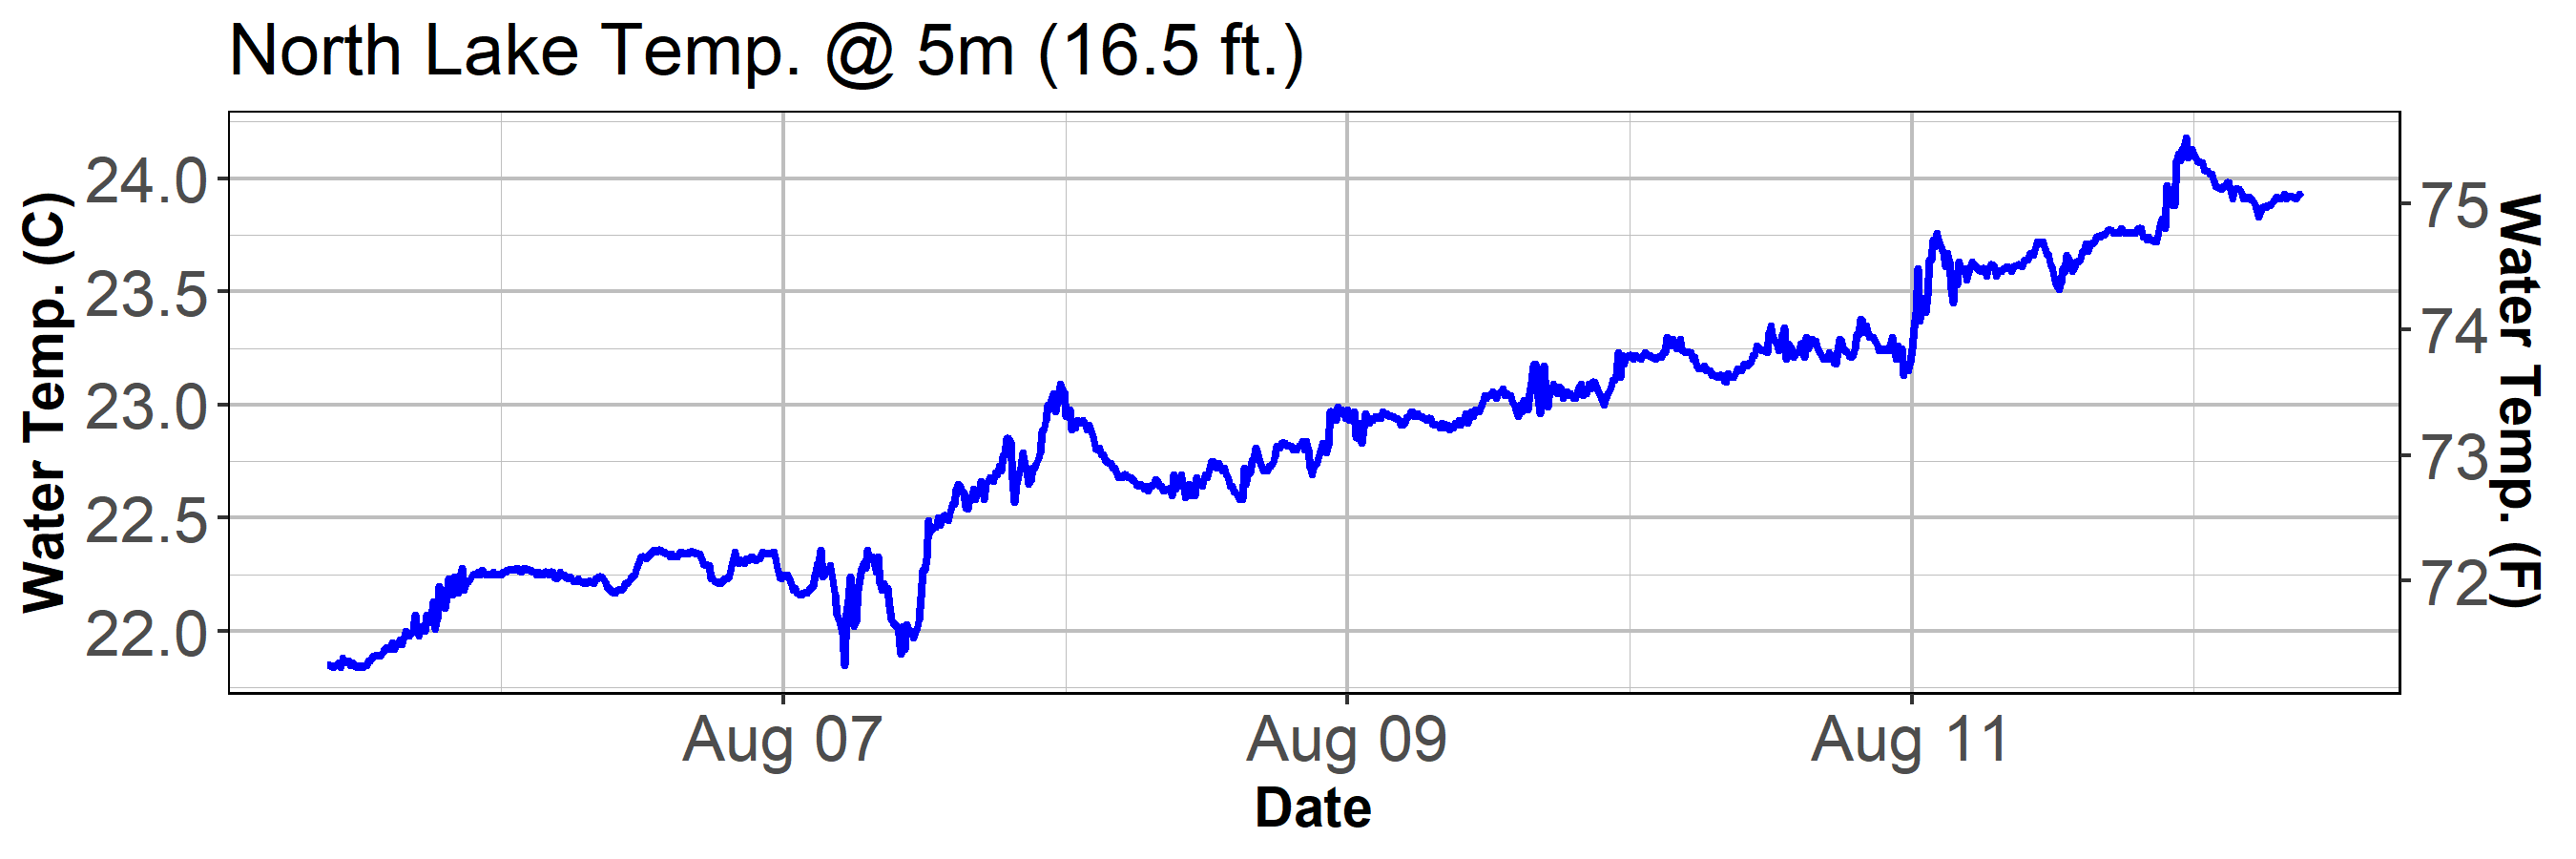 North Lake Temp. @ 5m (16.5 ft.)
Water Temp. (C)
24.0
23.5
23.0
22.5
22.0
75
74
73
72
Water Temp. (F)
Aug 07 Aug 09 Aug 11
Date